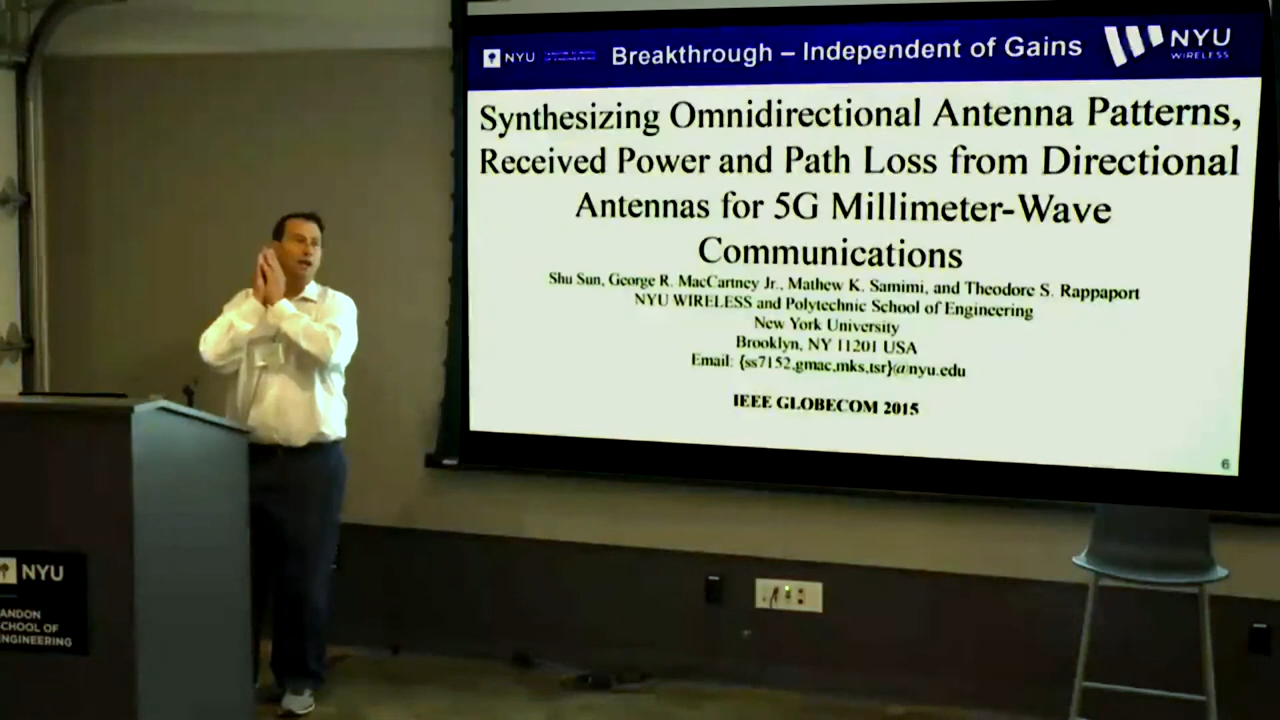 NYU
Breakthrough – Independent of Gains
NYU
WIRELESS
Synthesizing Omnidirectional Antenna Patterns,
Received Power and Path Loss from Directional
Antennas for 5G Millimeter-Wave
Communications
Shu Sun, George R. MacCartney Jr., Mathew K. Samimi, and Theodore S. Rappaport
NYU WIRELESS and Polytechnic School of Engineering
New York University
Brooklyn, NY 11201 USA
Email: {ss7152,gmac,mks,tsr}@nyu.edu
IEEE GLOBECOM 2015
6
NYU
ANDON
CHOOL OF
NGINEERING